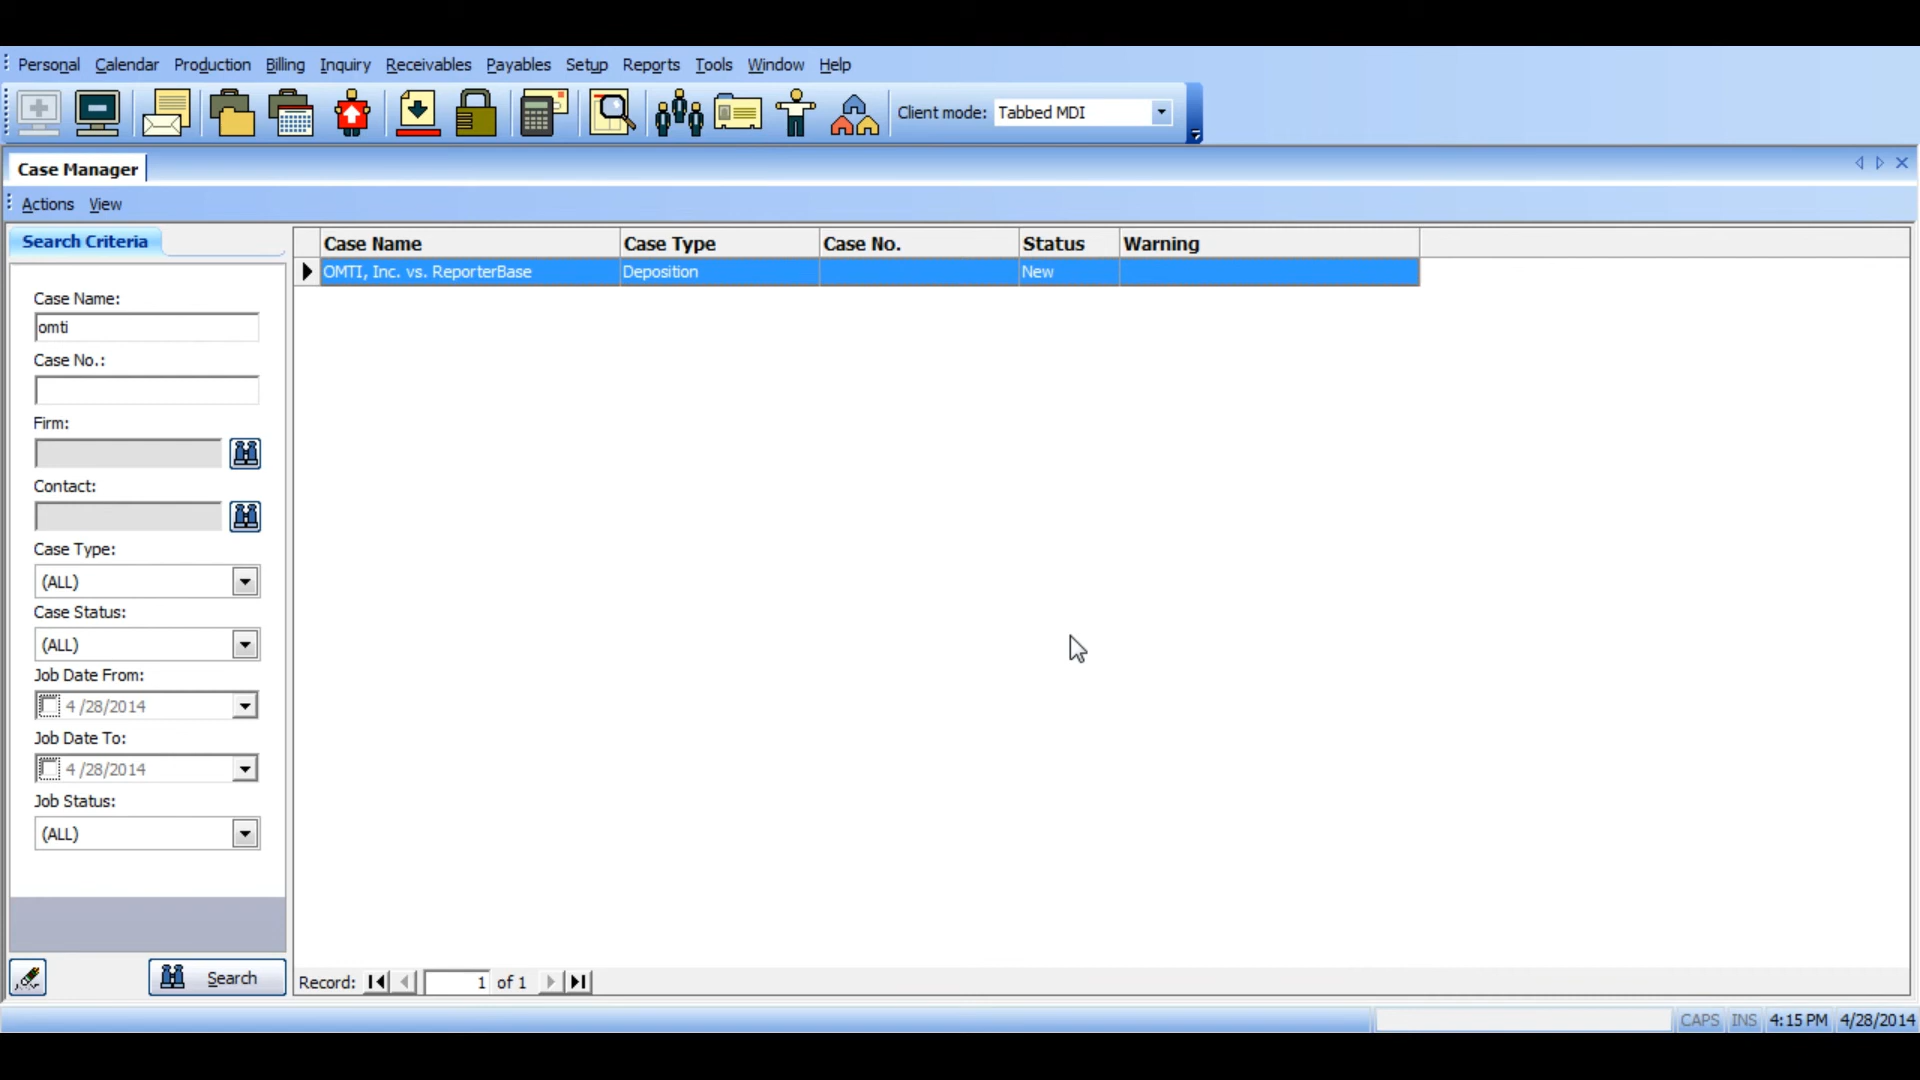 Personal Calendar Production Billing Inquiry Receivables Payables Setup Reports Tools Window Help
Client mode: Tabbed MDI
Case Manager
Actions View
Search Criteria
Case Name Case Type Case No. Status Warning
OMTI, Inc. vs. ReporterBase Deposition New
Case Name:
omti
Case No.:
Firm:
Contact:
Case Type:
(ALL)
Case Status:
(ALL)
Job Date From:
4 /28/2014
Job Date To:
4 /28/2014
Job Status:
(ALL)
Search
Record: 1 of 1
CAPS INS 4:15 PM 4/28/2014